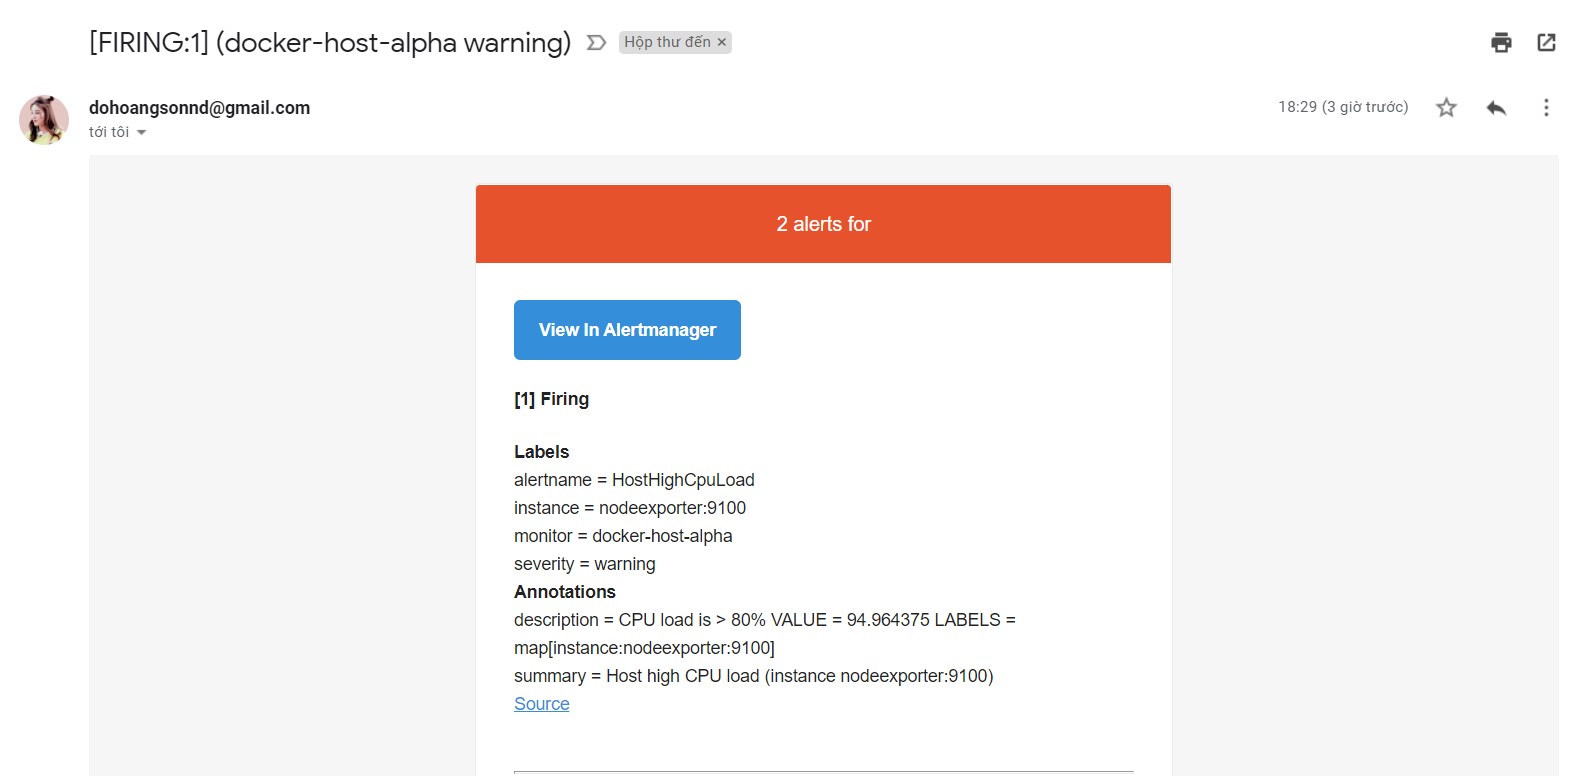 [FIRING:1] (docker-host-alpha warning) Hộp thư đến ×
dohoangsonnd@gmail.com 18:29 (3 giờ trước)
tới tôi
2 alerts for
View In Alertmanager
[1] Firing
Labels
alertname = HostHighCpuLoad
instance = nodeexporter:9100
monitor = docker-host-alpha
severity = warning
Annotations
description = CPU load is > 80% VALUE = 94.964375 LABELS =
map[instance:nodeexporter:9100]
summary = Host high CPU load (instance nodeexporter:9100)
Source